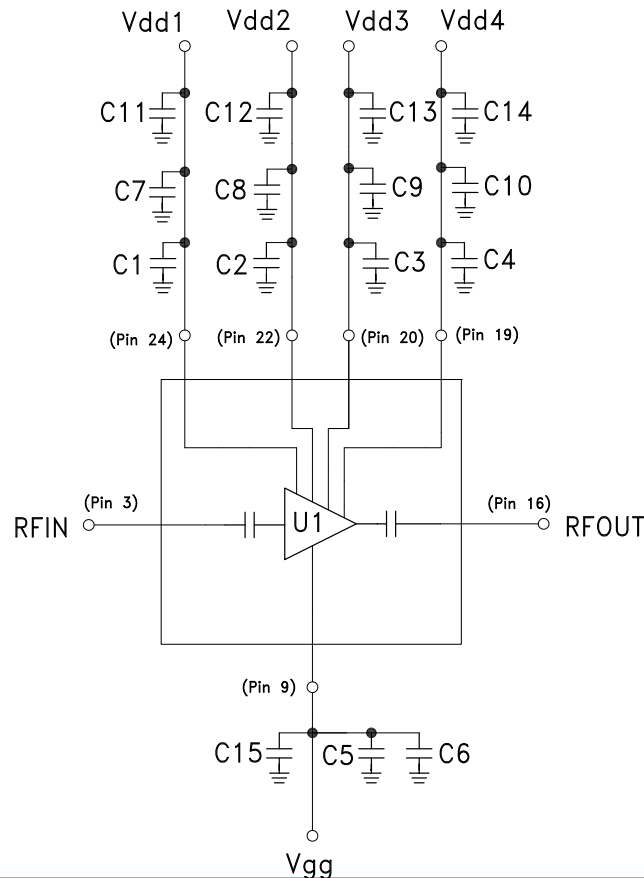 Vdd1 Vdd2 Vdd3 Vdd4
C11 C12 C13 C14
C7 C8 C9 C10
C1 C2 C3 C4
(Pin 24) (Pin 22) (Pin 20) (Pin 19)
(Pin 3) (Pin 16)
RFIN U1 RFOUT
(Pin 9)
C15 C5 C6
Vgg